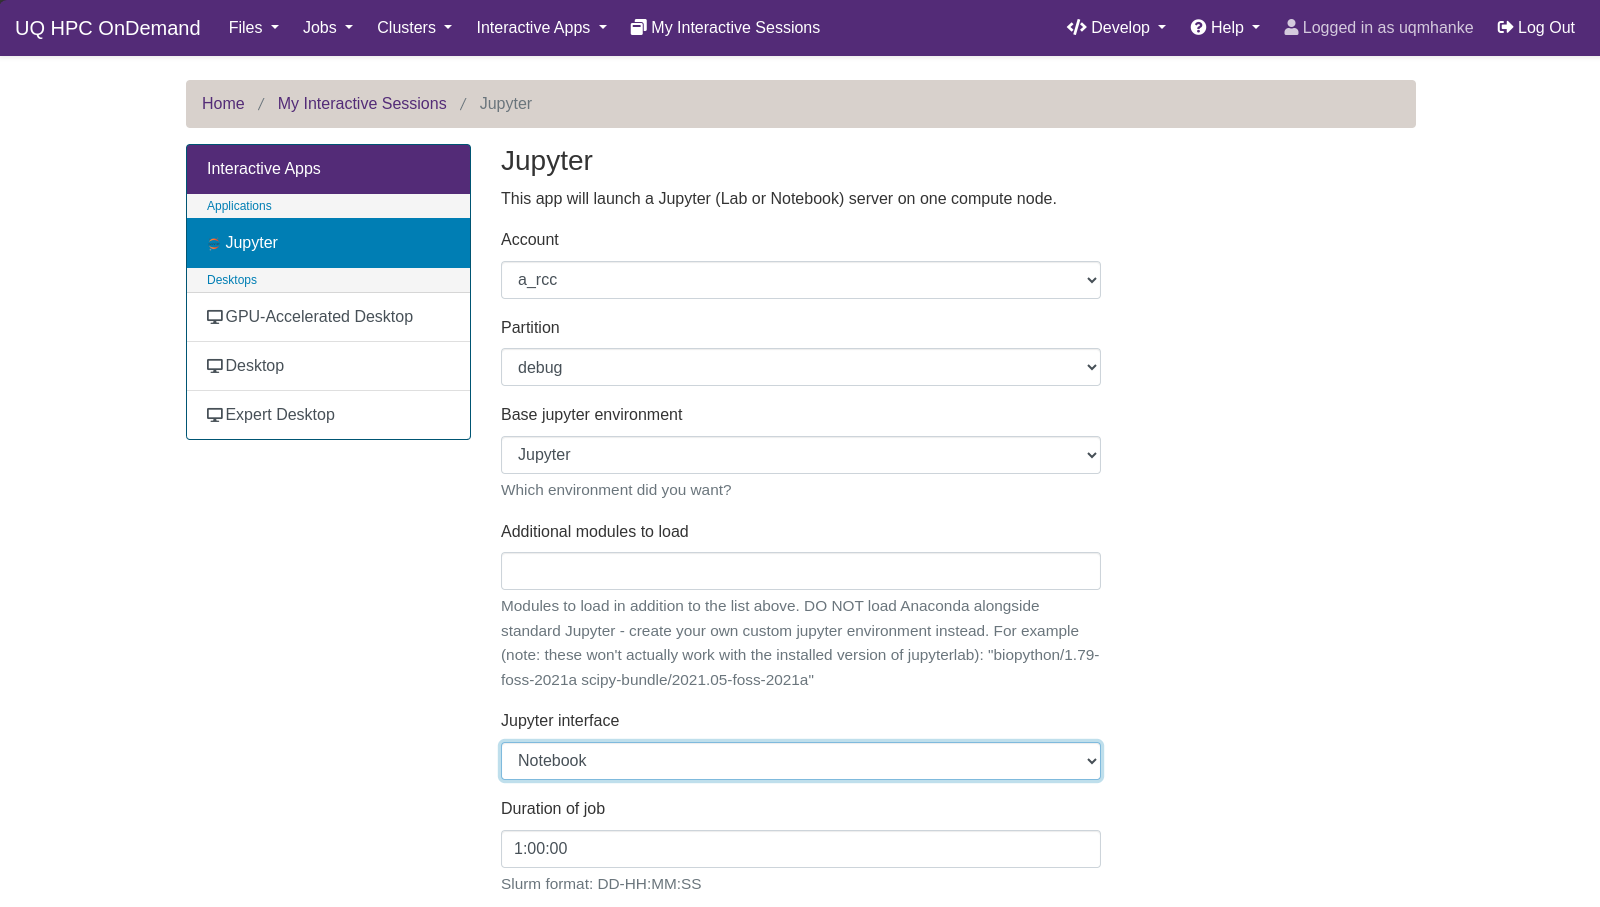 UQ HPC OnDemand Files Jobs Clusters Interactive Apps My Interactive Sessions Develop Help Logged in as uqmhanke Log Out
Home / My Interactive Sessions / Jupyter
Interactive Apps
Applications
Jupyter
Desktops
GPU-Accelerated Desktop
Desktop
Expert Desktop
Jupyter
This app will launch a Jupyter (Lab or Notebook) server on one compute node.
Account
a_rcc
Partition
debug
Base jupyter environment
Jupyter
Which environment did you want?
Additional modules to load
Modules to load in addition to the list above. DO NOT load Anaconda alongside
standard Jupyter - create your own custom jupyter environment instead. For example
(note: these won't actually work with the installed version of jupyterlab): "biopython/1.79-
foss-2021a scipy-bundle/2021.05-foss-2021a"
Jupyter interface
Notebook
Duration of job
1:00:00
Slurm format: DD-HH:MM:SS